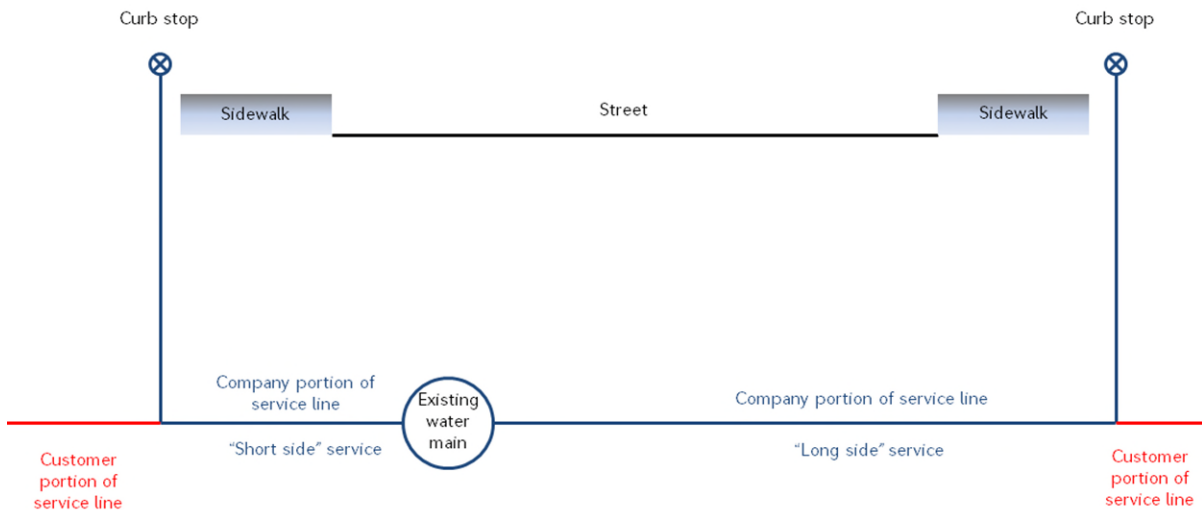 Curb stop
Curb stop
Sidewalk
Street
Sidewalk
Company portion of
service line
Existing
water
main
Company portion of service line
“Short side” service
“Long side” service
Customer
portion of
service line
Customer
portion of
service line